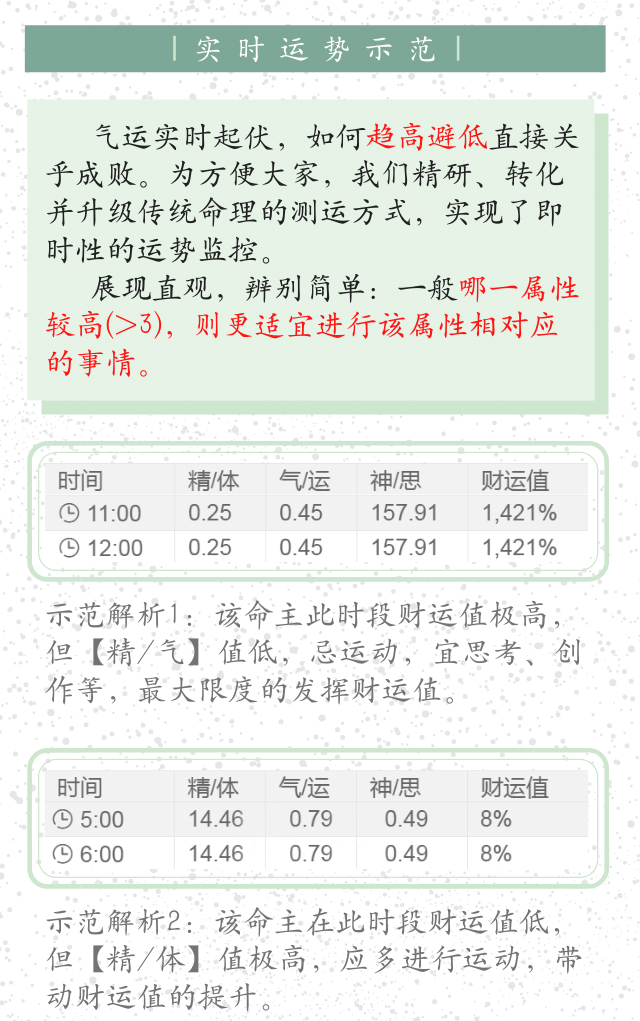 实时运势示范
气运实时起伏，如何趋高避低直接关
乎成败。为方便大家，我们精研、转化
并升级传统命理的测运方式，实现了即
时性的运势监控。
展现直观，辨别简单：一般哪一属性
较高(>3)，则更适宜进行该属性相对应
的事情。
时间 精/体 气/运 神/思 财运值
11:00 0.25 0.45 157.91 1,421%
12:00 0.25 0.45 157.91 1,421%
示范解析1：该命主此时段财运值极高，
但【精/气】值低，忌运动，宜思考、创
作等，最大限度的发挥财运值。
时间 精/体 气/运 神/思 财运值
5:00 14.46 0.79 0.49 8%
6:00 14.46 0.79 0.49 8%
示范解析2：该命主在此时段财运值低，
但【精/体】值极高，应多进行运动，带
动财运值的提升。